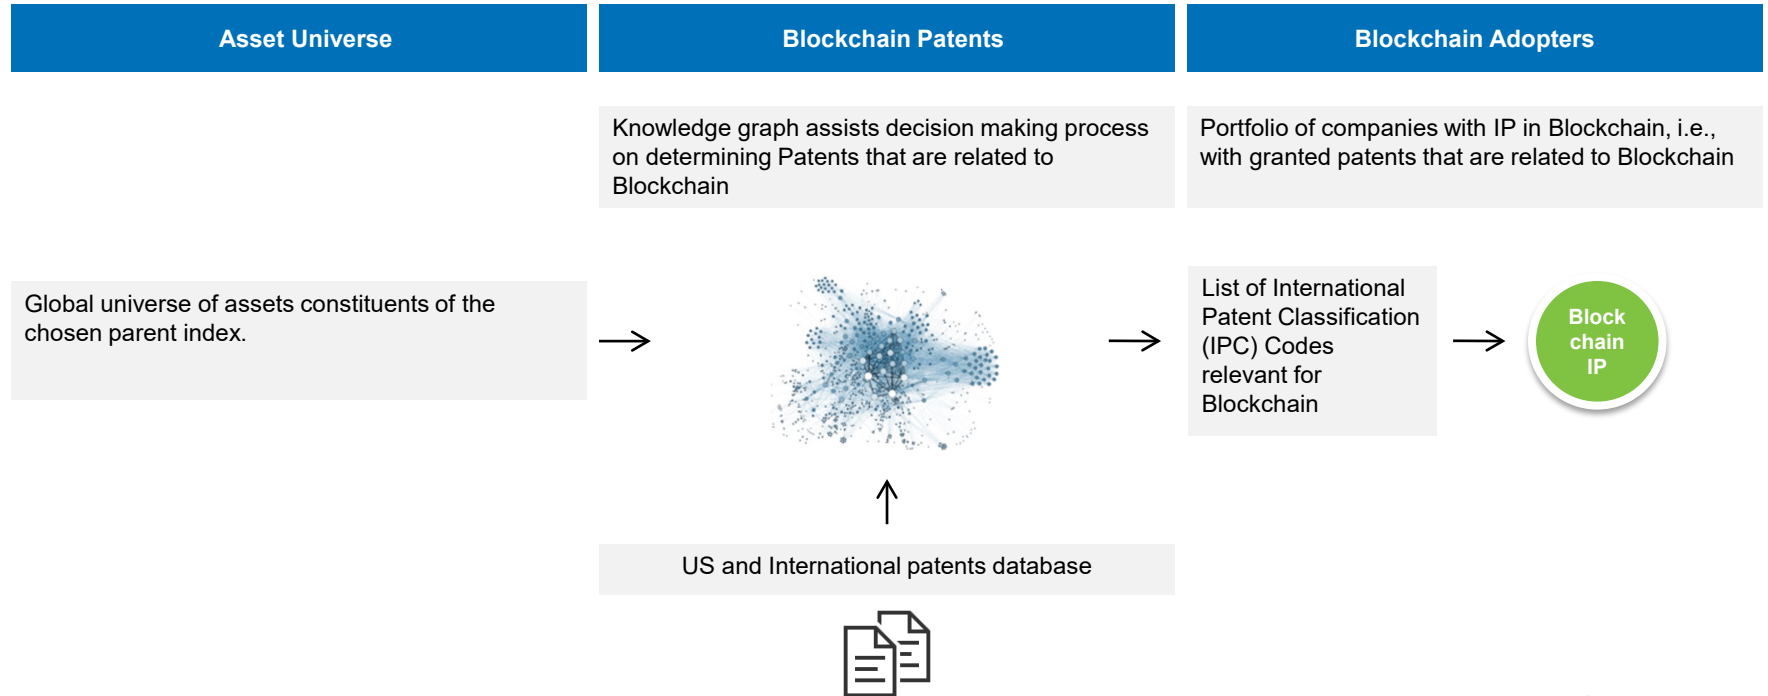 Asset Universe
Blockchain Patents
Blockchain Adopters
Knowledge graph assists decision making process
on determining Patents that are related to
Blockchain
Portfolio of companies with IP in Blockchain, i.e.,
with granted patents that are related to Blockchain
Global universe of assets constituents of the
chosen parent index.
List of International
Patent Classification
(IPC) Codes
relevant for
Blockchain
Block
chain
IP
US and International patents database